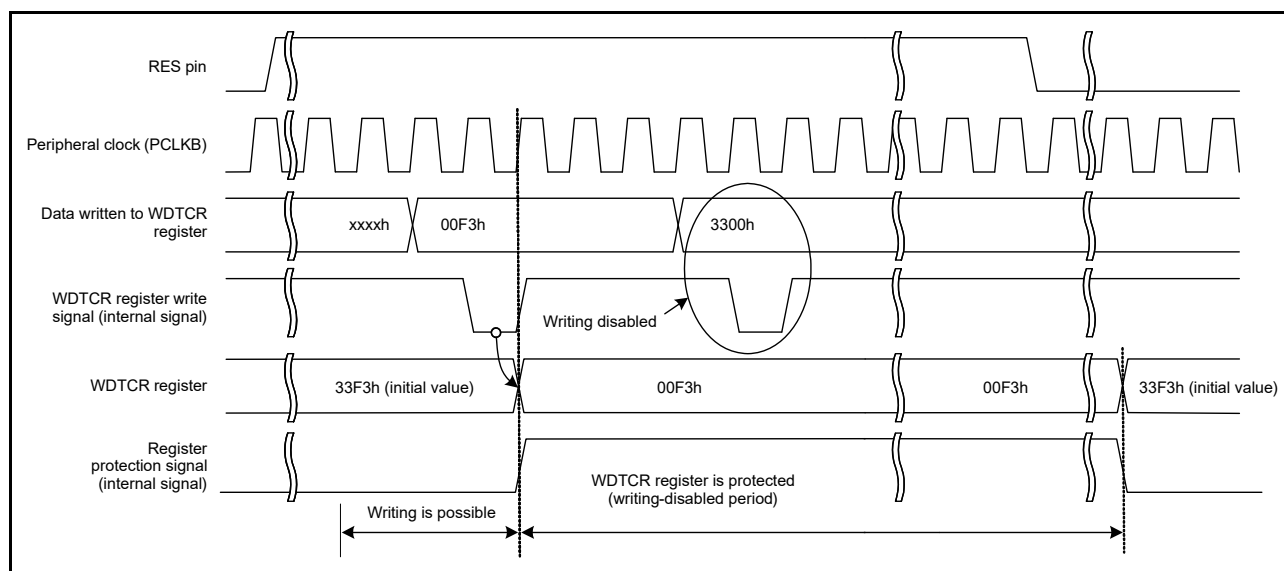 RES pin
Peripheral clock (PCLKB)
Data written to WDTCR
register
xxxxh
00F3h
3300h
WDTCR register write
signal (internal signal)
Writing disabled
WDTCR register
33F3h (initial value)
00F3h
00F3h
33F3h (initial value)
Register
protection signal
(internal signal)
WDTCR register is protected
(writing-disabled period)
Writing is possible